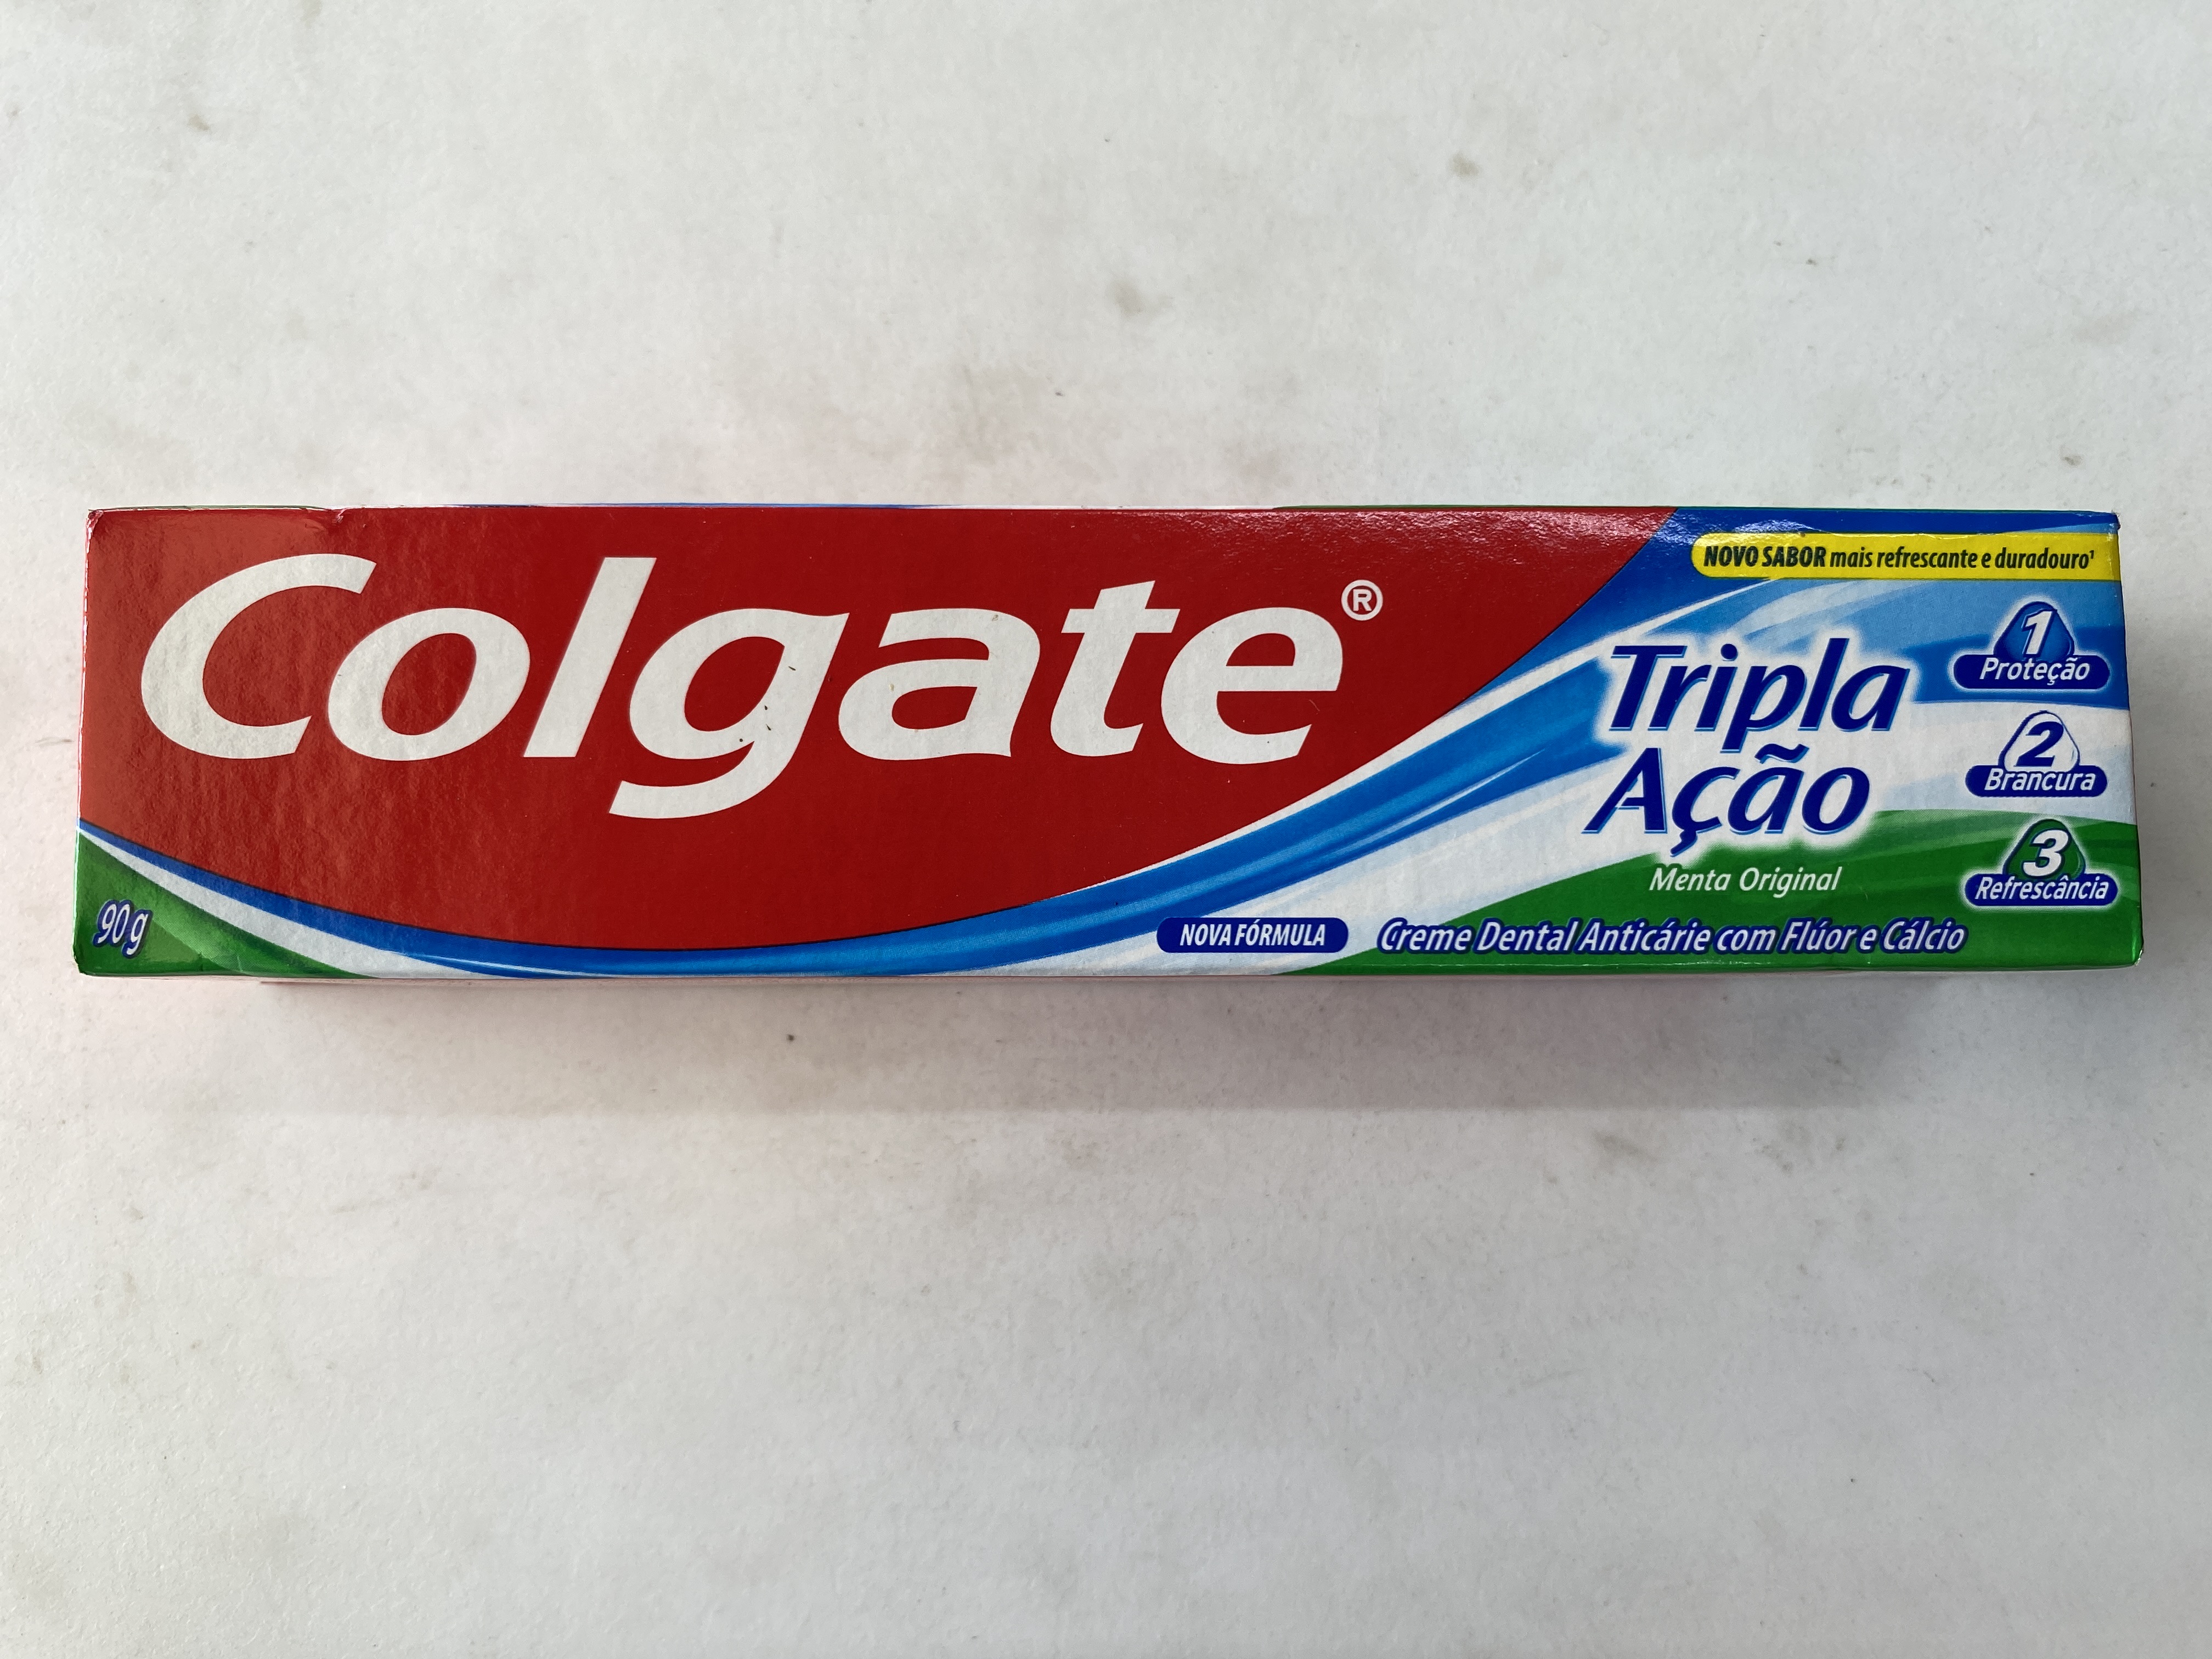 Colgate®
NOVO SABOR mais refrescante e duradouro¹
Tripla
Ação
Menta Original
1
Proteção
2
Brancura
3
Refrescância
90 g
NOVA FÓRMULA
Creme Dental Anticárie com Flúor e Cálcio